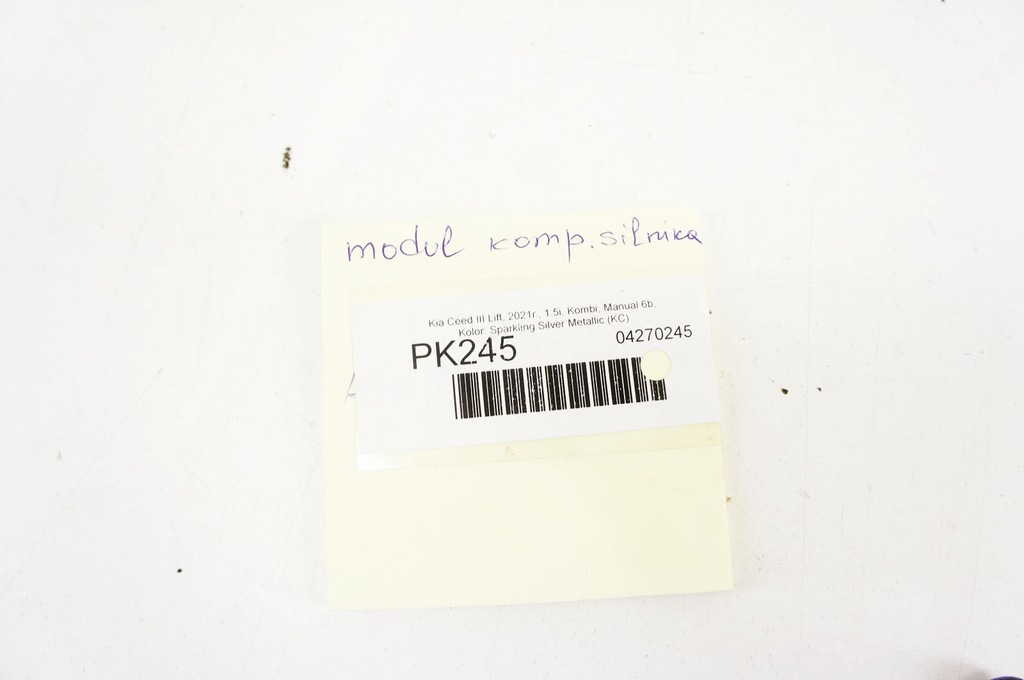 moduł komp. silnika
Kia Ceed III Lift, 2021r., 1.5i, Kombi, Manual 6b,
Kolor: Sparkling Silver Metallic (KC)
PK245
04270245